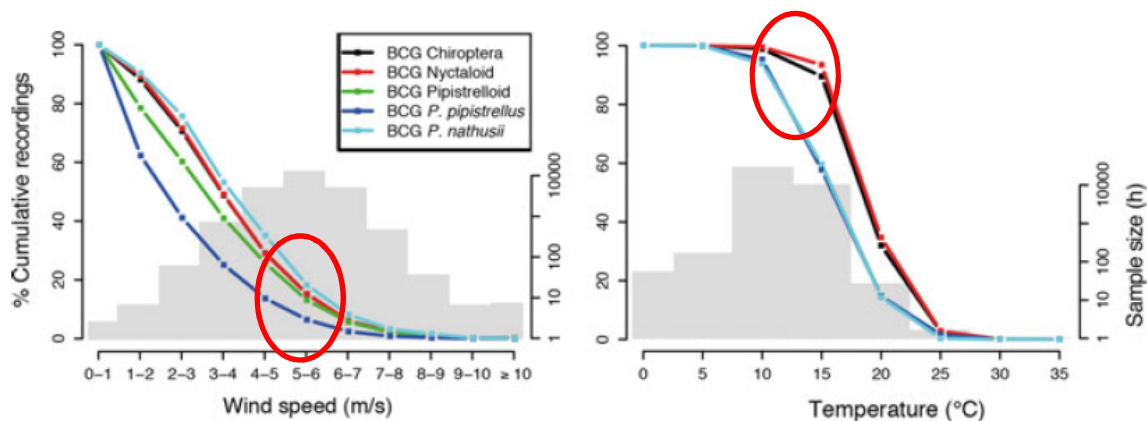 % Cumulative recordings
100
80
60
40
20
0
BCG Chiroptera
BCG Nyctaloid
BCG Pipistrelloid
BCG P. pipistrellus
BCG P. nathusii
10000
100
10
1
0–1 1–2 2–3 3–4 4–5 5–6 6–7 7–8 8–9 9–10 ≥ 10
Wind speed (m/s)
100
80
60
40
20
0
10000
100
10
1
Sample size (h)
0 5 10 15 20 25 30 35
Temperature (°C)